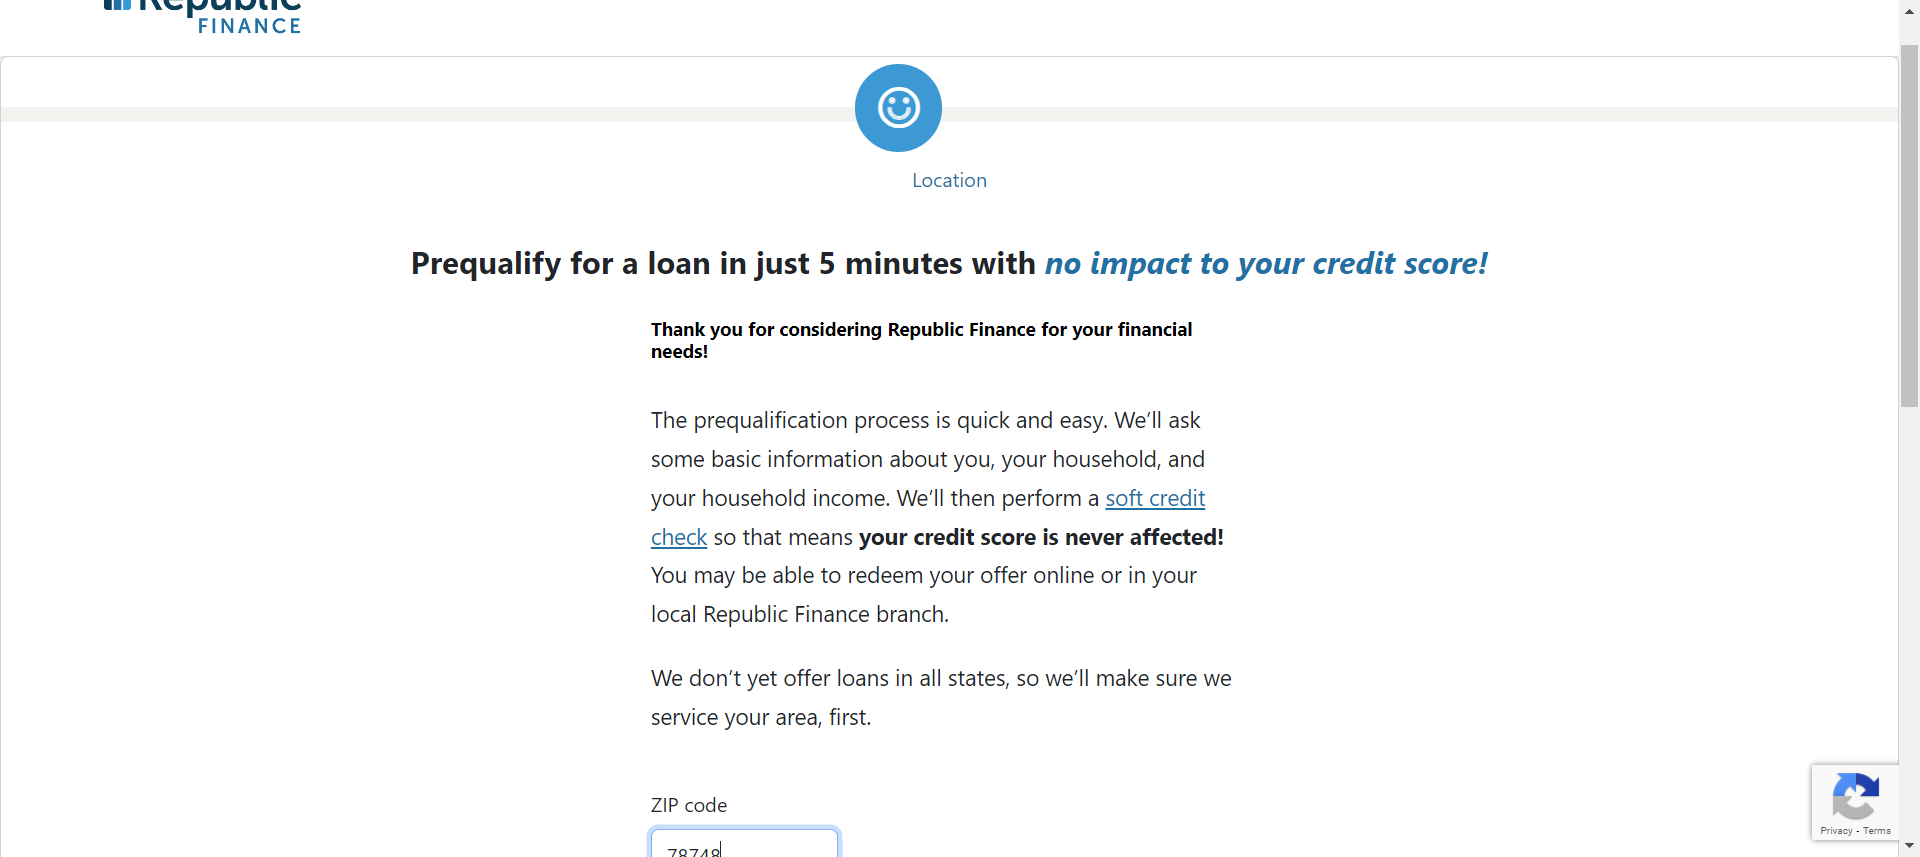 Republic
FINANCE
Location
Prequalify for a loan in just 5 minutes with no impact to your credit score!
Thank you for considering Republic Finance for your financial
needs!
The prequalification process is quick and easy. We’ll ask
some basic information about you, your household, and
your household income. We’ll then perform a soft credit
check so that means your credit score is never affected!
You may be able to redeem your offer online or in your
local Republic Finance branch.
We don’t yet offer loans in all states, so we’ll make sure we
service your area, first.
ZIP code
78748
Privacy - Terms